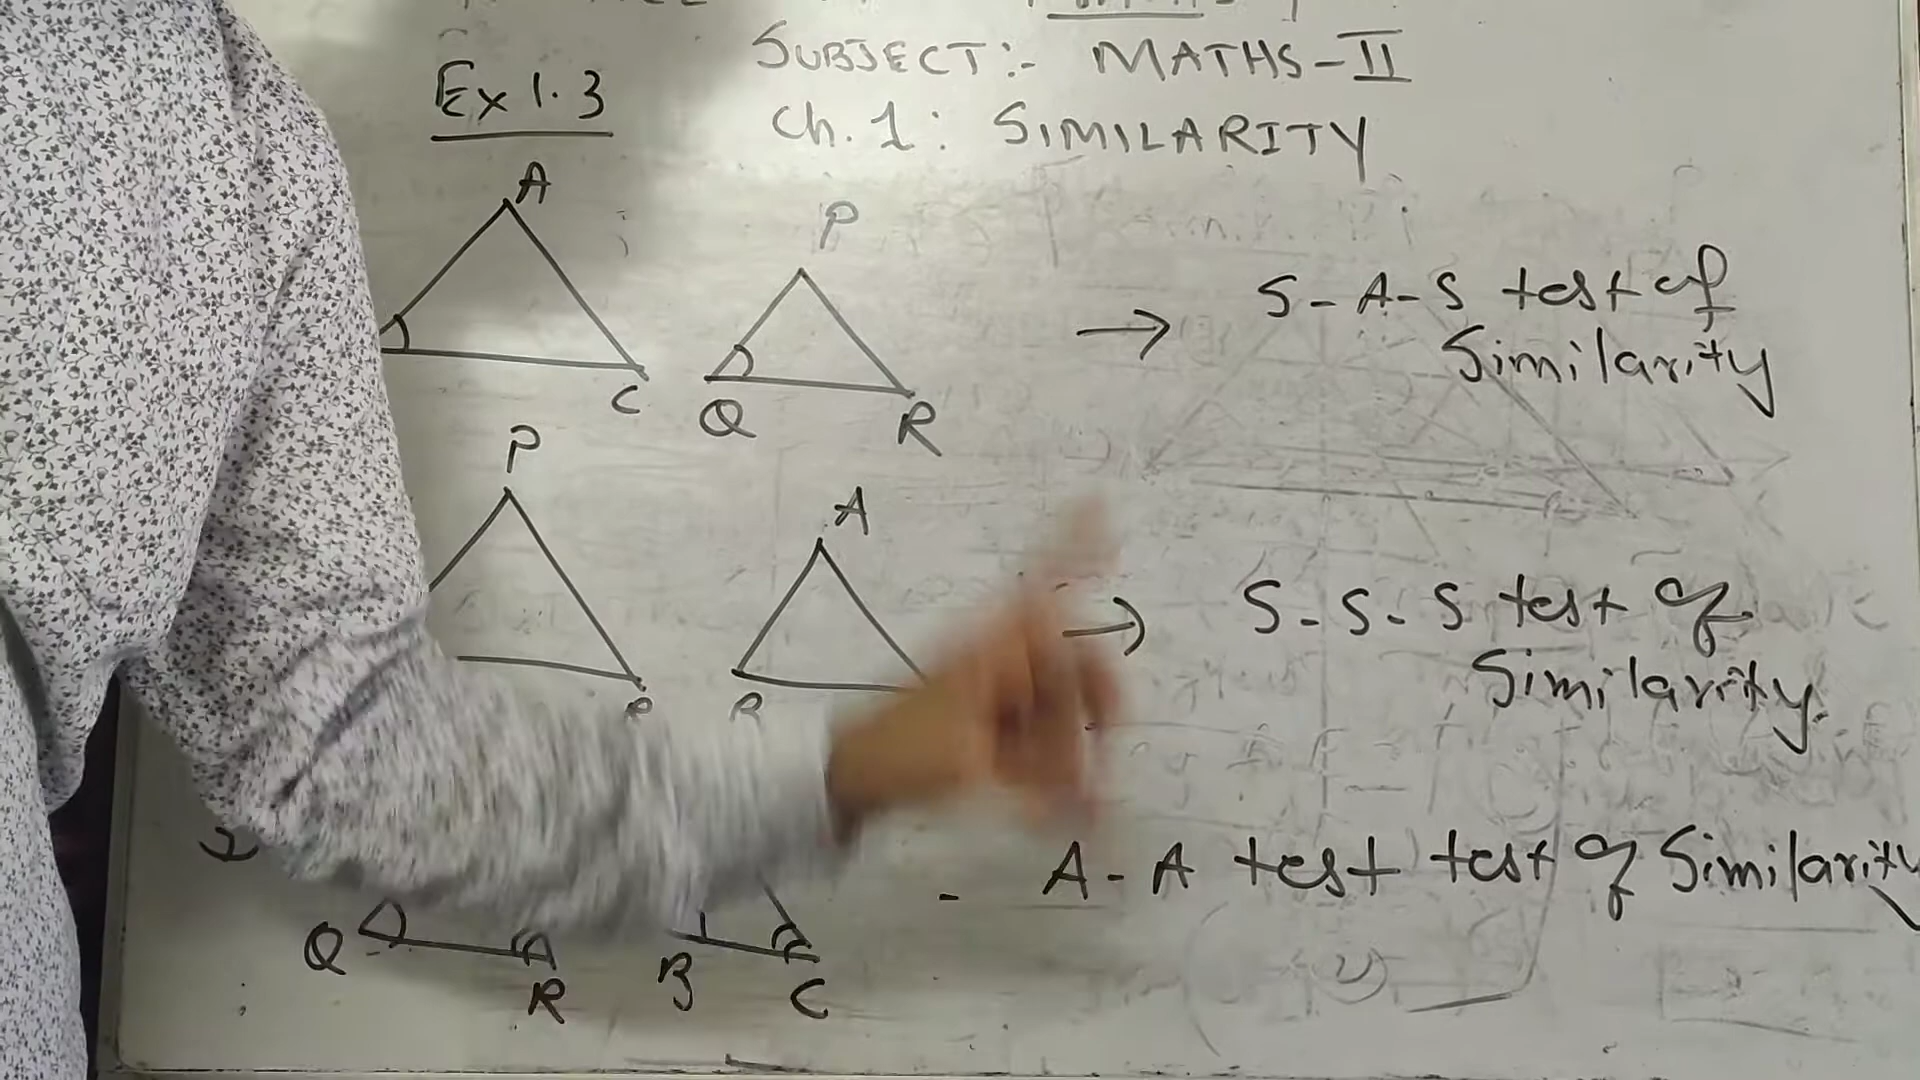 SUBJECT:- MATHS-II
Ex 1.3
Ch. 1: SIMILARITY
A
P
C
Q
R
→ S-A-S test of
Similarity
P
A
→ S-S-S test of
Similarity
- A-A test test of Similarity
Q
R
B
C